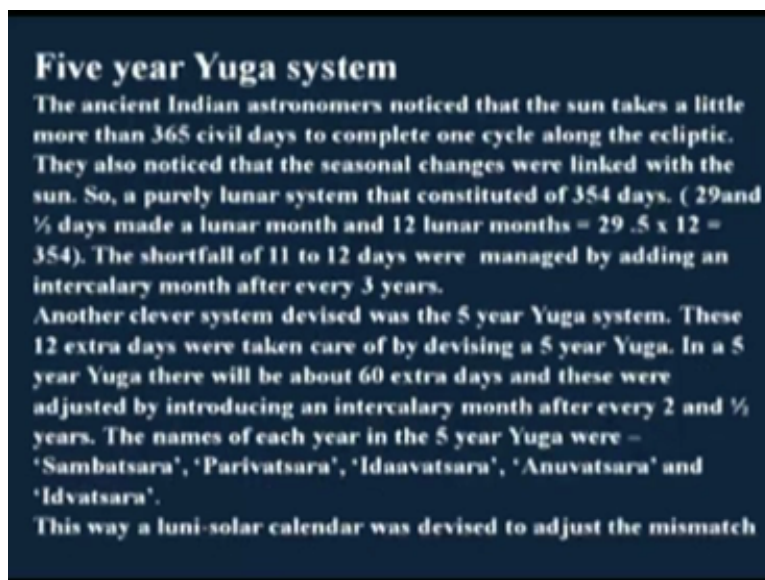 Five year Yuga system
The ancient Indian astronomers noticed that the sun takes a little
more than 365 civil days to complete one cycle along the ecliptic.
They also noticed that the seasonal changes were linked with the
sun. So, a purely lunar system that constituted of 354 days. ( 29and
½ days made a lunar month and 12 lunar months = 29 .5 x 12 =
354). The shortfall of 11 to 12 days were managed by adding an
intercalary month after every 3 years.
Another clever system devised was the 5 year Yuga system. These
12 extra days were taken care of by devising a 5 year Yuga. In a 5
year Yuga there will be about 60 extra days and these were
adjusted by introducing an intercalary month after every 2 and ½
years. The names of each year in the 5 year Yuga were –
‘Sambatsara’, ‘Parivatsara’, ‘Idaavatsara’, ‘Anuvatsara’ and
‘Idvatsara’.
This way a luni-solar calendar was devised to adjust the mismatch